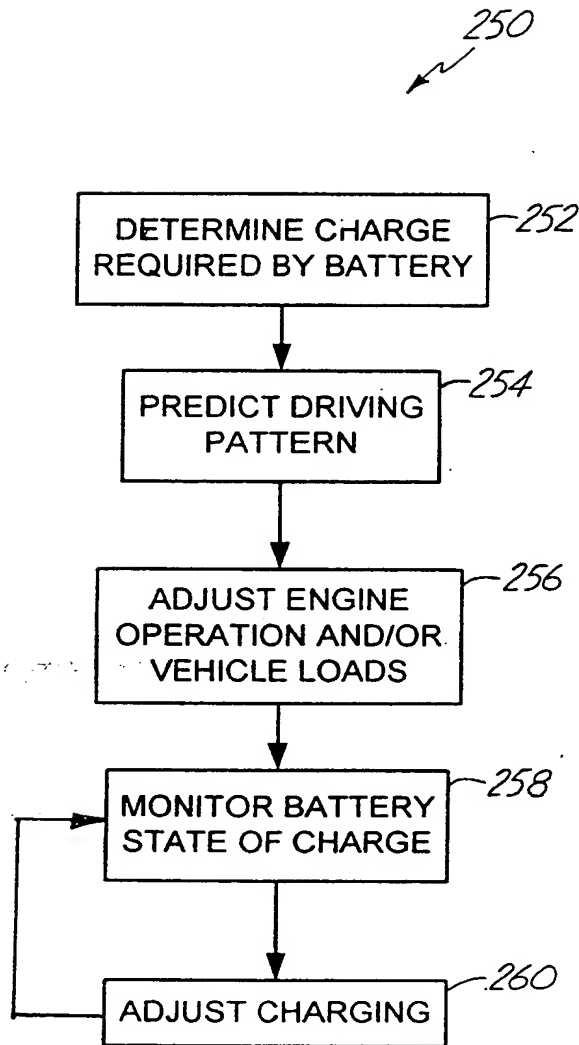 250
DETERMINE CHARGE
REQUIRED BY BATTERY
252
PREDICT DRIVING
PATTERN
254
ADJUST ENGINE
OPERATION AND/OR
VEHICLE LOADS
256
MONITOR BATTERY
STATE OF CHARGE
258
ADJUST CHARGING
260